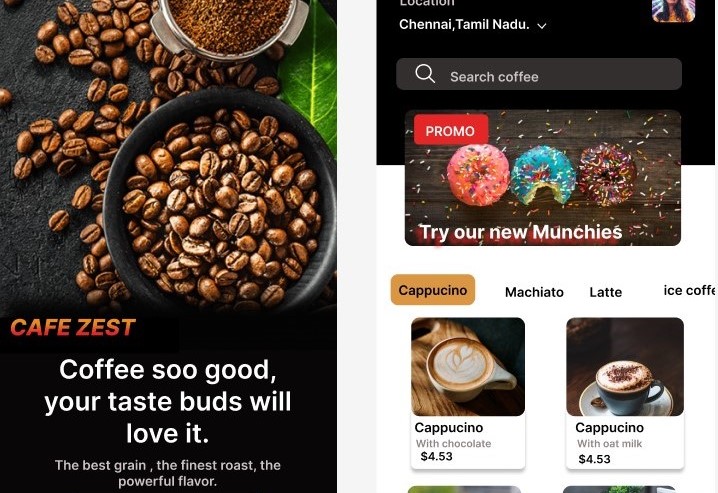 CAFE ZEST
Coffee soo good,
your taste buds will
love it.
The best grain , the finest roast, the
powerful flavor.
Location
Chennai,Tamil Nadu.
Search coffee
PROMO
Try our new Munchies
Cappucino
Machiato
Latte
ice coffe
Cappucino
With chocolate
$4.53
Cappucino
With oat milk
$4.53